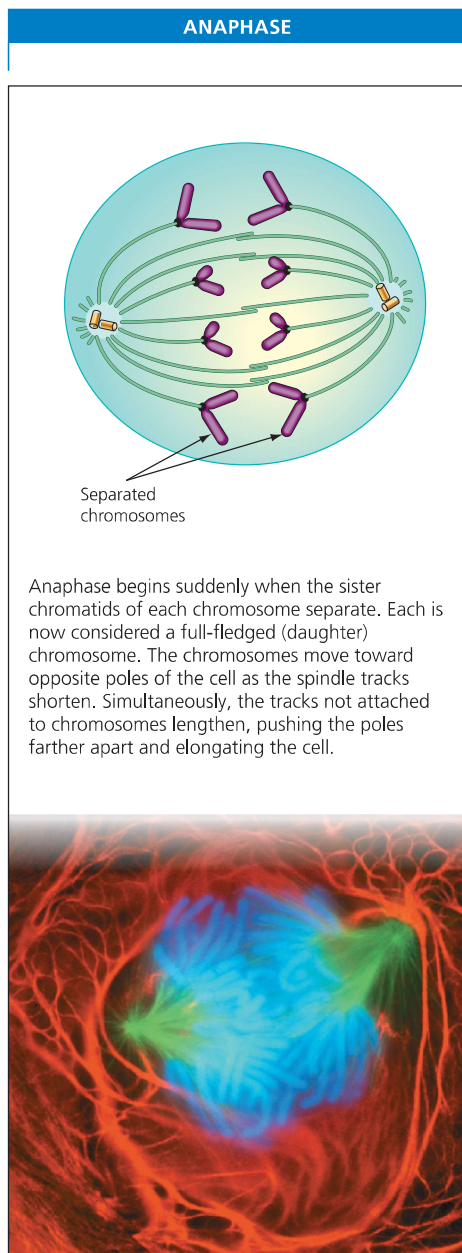 ANAPHASE
Separated
chromosomes
Anaphase begins suddenly when the sister
chromatids of each chromosome separate. Each is
now considered a full-fledged (daughter)
chromosome. The chromosomes move toward
opposite poles of the cell as the spindle tracks
shorten. Simultaneously, the tracks not attached
to chromosomes lengthen, pushing the poles
farther apart and elongating the cell.